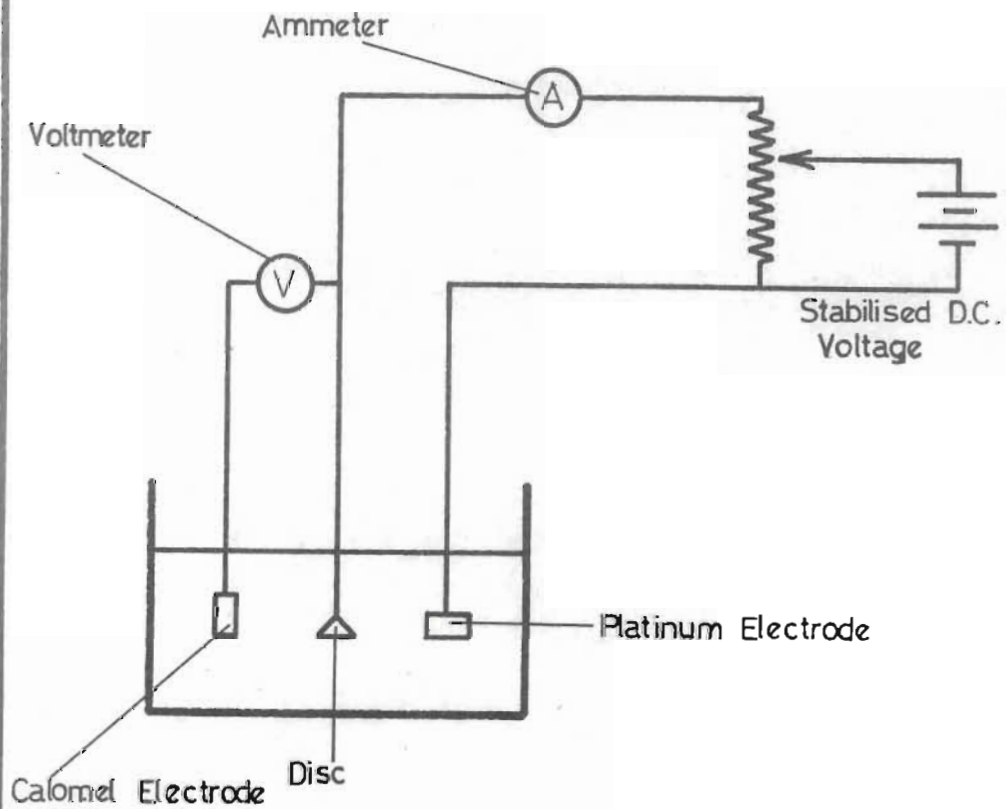 Ammeter
A
Voltmeter
V
Stabilised D.C.
Voltage
Platinum Electrode
Disc
Calomel Electrode